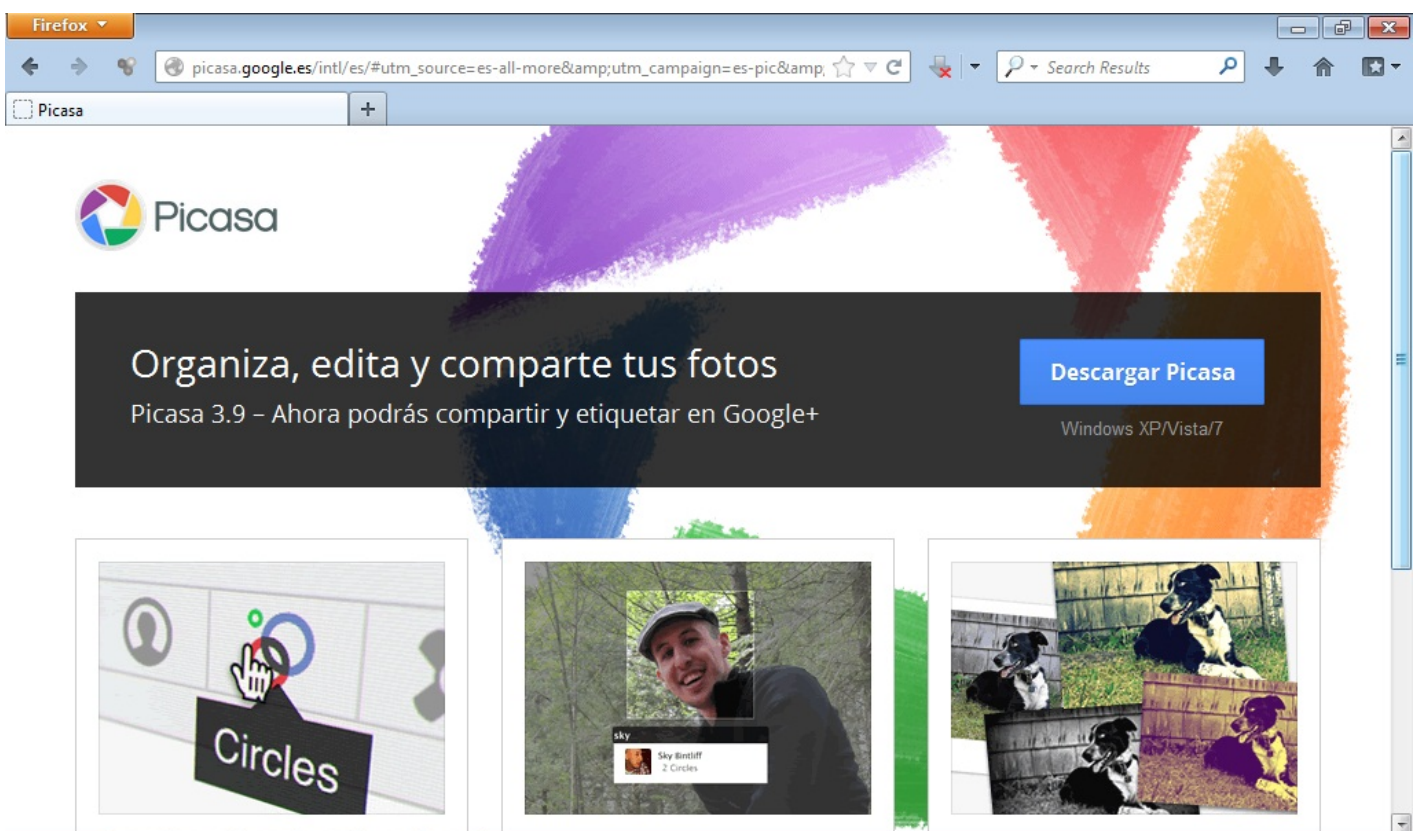 Firefox
picasa.google.es/intl/es/#utm_source=es-all-more&amp;utm_campaign=es-pic&amp;
Search Results
Picasa
Picasa
Organiza, edita y comparte tus fotos
Picasa 3.9 – Ahora podrás compartir y etiquetar en Google+
Descargar Picasa
Windows XP/Vista/7
Circles
sky
Sky Bintliff
2 Circles